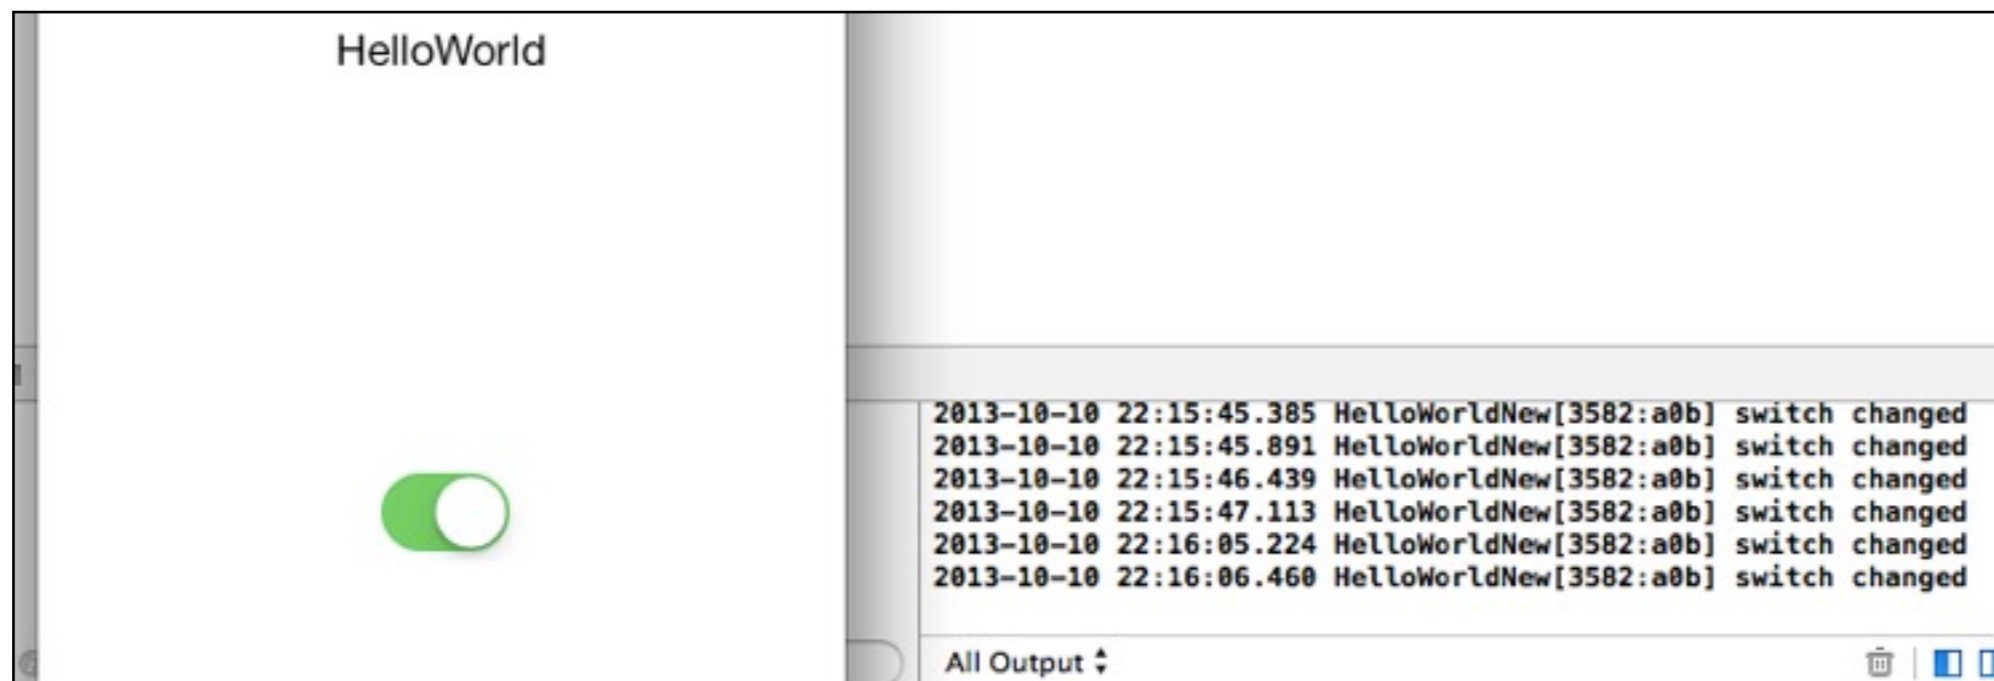 HelloWorld
2013-10-10 22:15:45.385 HelloWorldNew[3582:a0b] switch changed
2013-10-10 22:15:45.891 HelloWorldNew[3582:a0b] switch changed
2013-10-10 22:15:46.439 HelloWorldNew[3582:a0b] switch changed
2013-10-10 22:15:47.113 HelloWorldNew[3582:a0b] switch changed
2013-10-10 22:16:05.224 HelloWorldNew[3582:a0b] switch changed
2013-10-10 22:16:06.460 HelloWorldNew[3582:a0b] switch changed
All Output